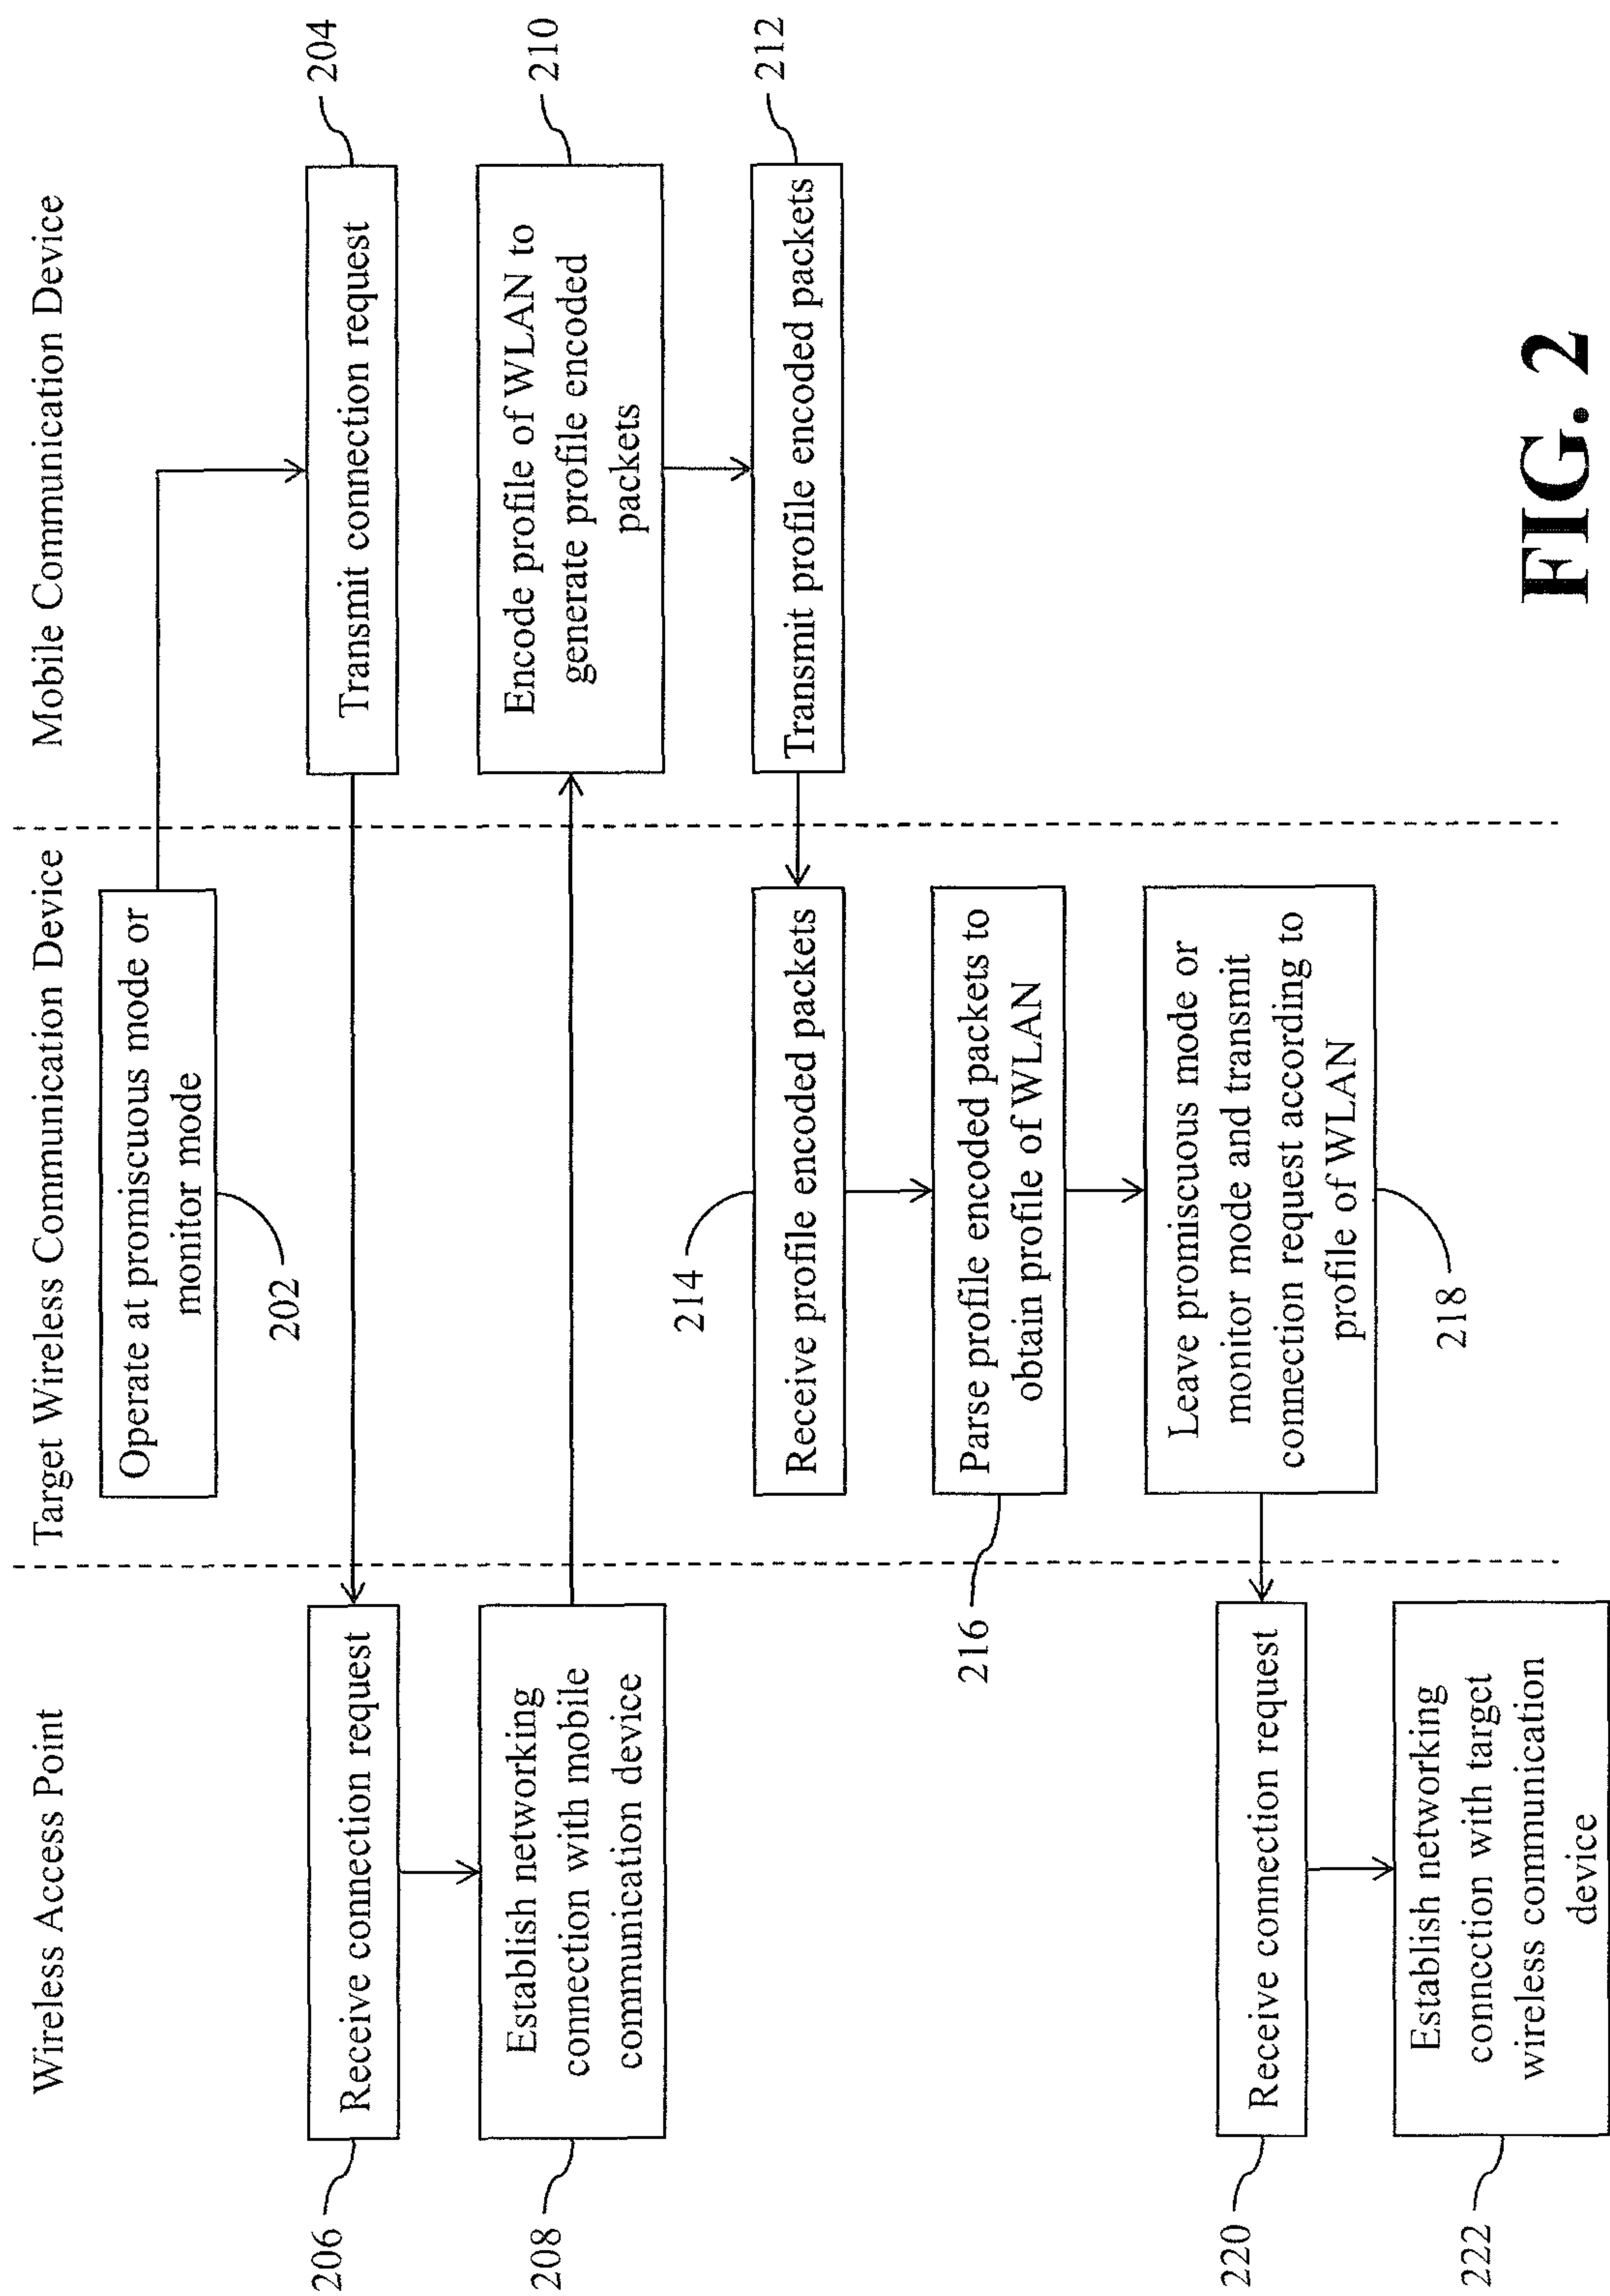 Wireless Access Point
Target Wireless Communication Device
Mobile Communication Device
Operate at promiscuous mode or
monitor mode
202
Transmit connection request
204
Receive connection request
206
Establish networking
connection with mobile
communication device
208
Encode profile of WLAN to
generate profile encoded
packets
210
Transmit profile encoded packets
212
214
Receive profile encoded packets
Parse profile encoded packets to
obtain profile of WLAN
216
Leave promiscuous mode or
monitor mode and transmit
connection request according to
profile of WLAN
218
Receive connection request
220
Establish networking
connection with target
wireless communication
device
222
FIG. 2